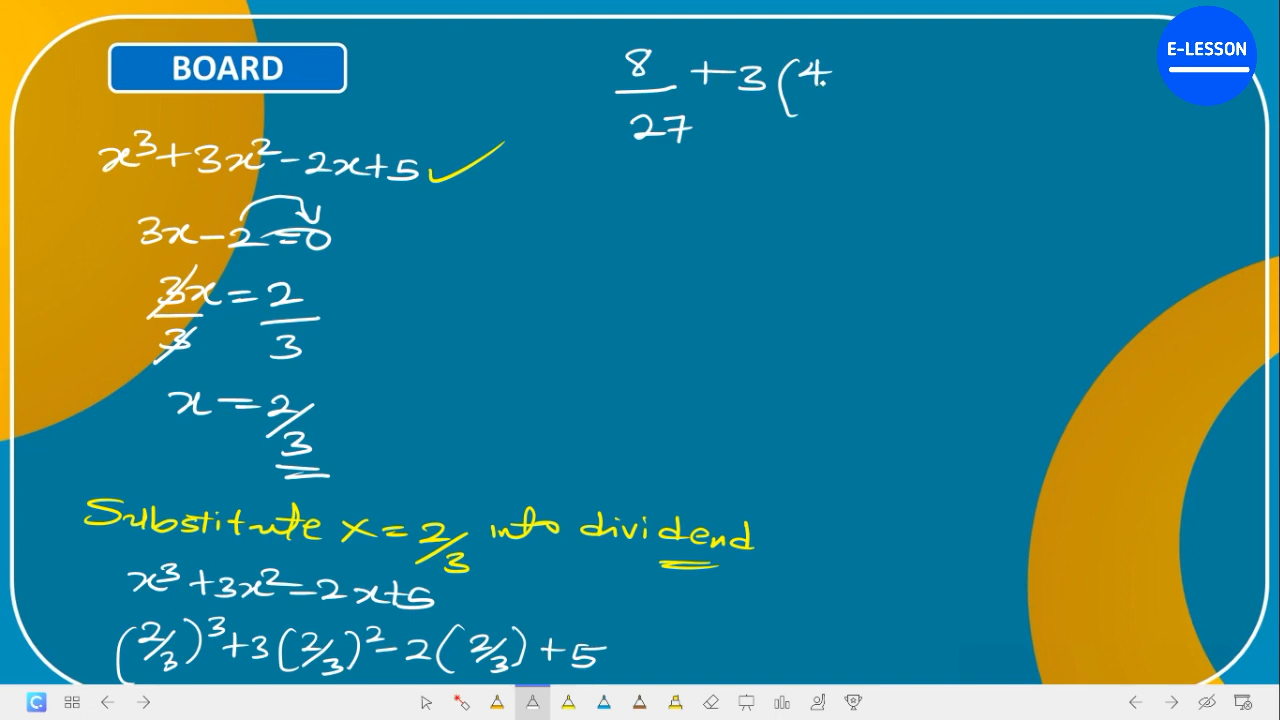 BOARD
E-LESSON
x³+3x²-2x+5
3x-2=0
3x/3 = 2/3
x = 2/3
Substitute x=2/3 into dividend
x³+3x²-2x+5
(2/3)³+3(2/3)²-2(2/3)+5
8/27 +3(4